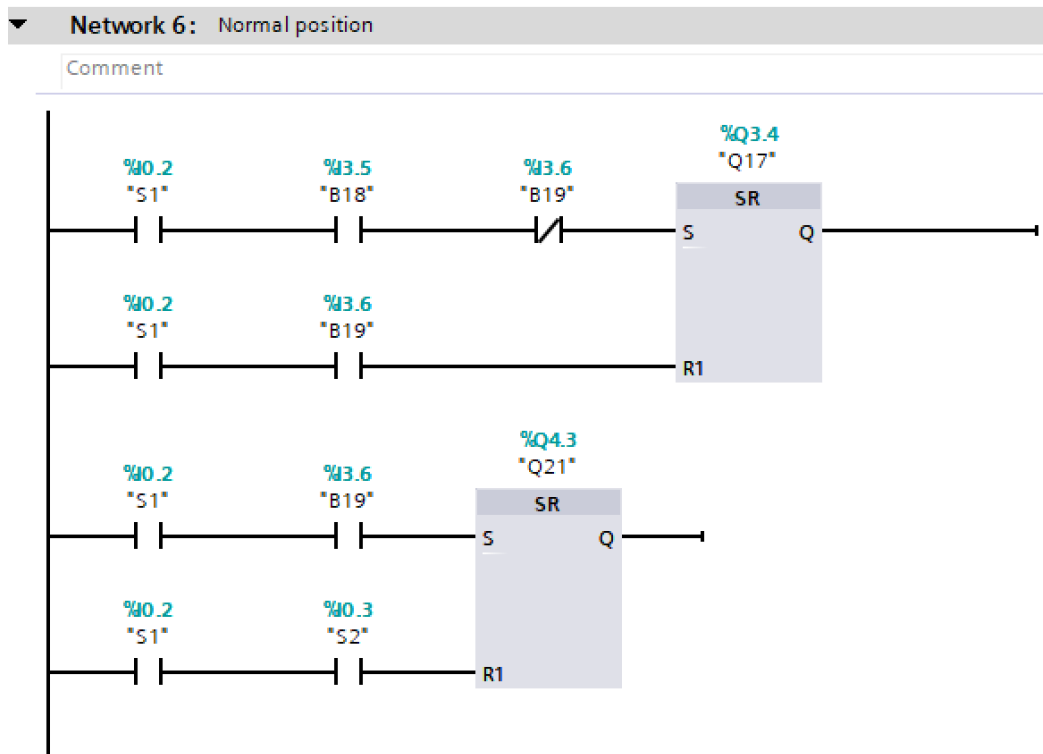 Network 6: Normal position
Comment
%Q3.4
"Q17"
%I0.2 %I3.5 %I3.6
"S1" "B18" "B19"
SR
S Q
%I0.2 %I3.6
"S1" "B19"
R1
%Q4.3
"Q21"
%I0.2 %I3.6
"S1" "B19"
SR
S Q
%I0.2 %I0.3
"S1" "S2"
R1